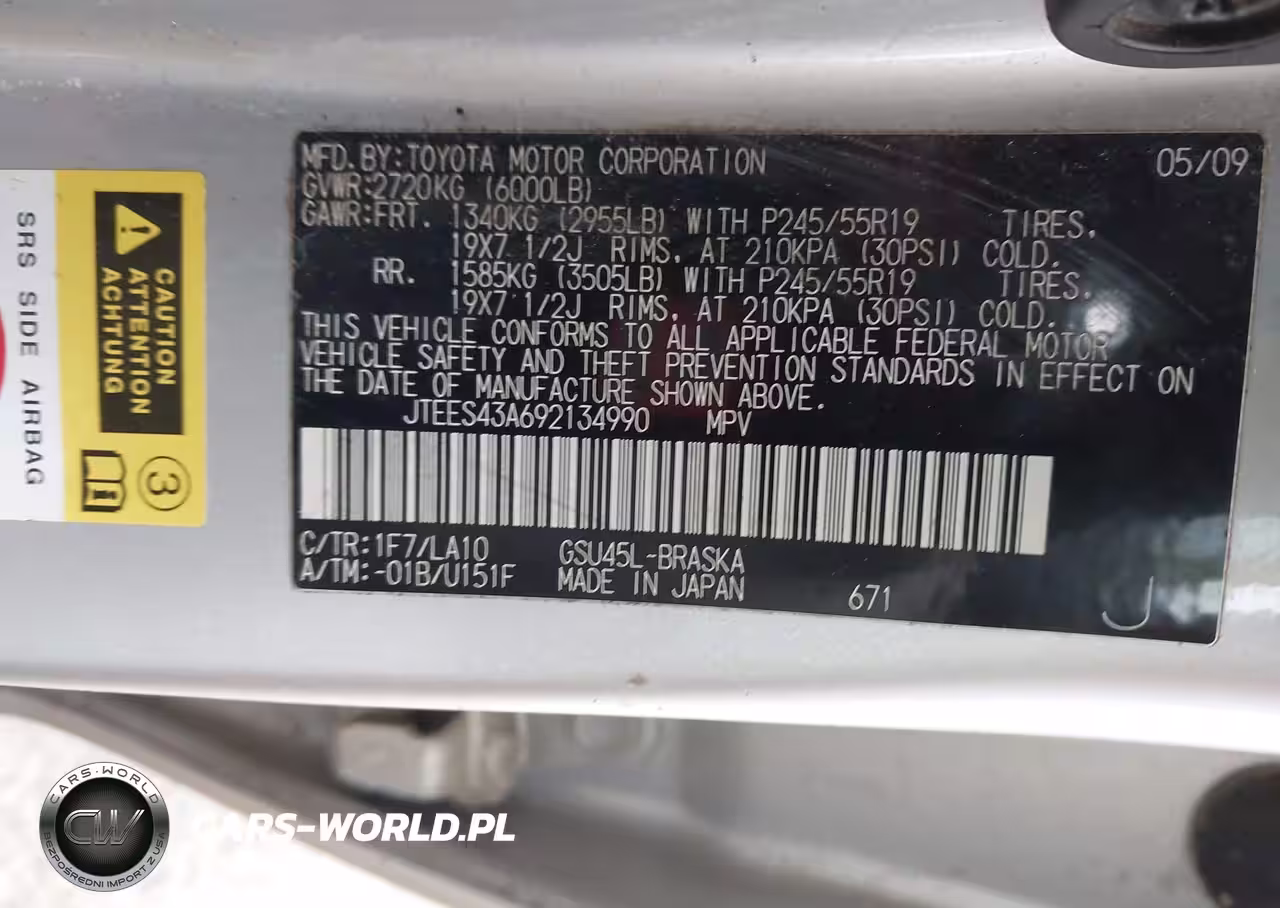 MFD. BY: TOYOTA MOTOR CORPORATION 05/09
GVWR: 2720KG (6000LB)
GAWR: FRT. 1340KG (2955LB) WITH P245/55R19 TIRES,
19X7 1/2J RIMS, AT 210KPA (30PSI) COLD.
RR. 1585KG (3505LB) WITH P245/55R19 TIRES.
19X7 1/2J RIMS, AT 210KPA (30PSI) COLD.
THIS VEHICLE CONFORMS TO ALL APPLICABLE FEDERAL MOTOR
VEHICLE SAFETY AND THEFT PREVENTION STANDARDS IN EFFECT ON
THE DATE OF MANUFACTURE SHOWN ABOVE.
JTEES43A692134990 MPV
C/TR: 1F7/LA10 GSU45L-BRASKA
A/TM: -01B/U151F MADE IN JAPAN 671
J
SRS SIDE AIRBAG
CAUTION
ATTENTION
ACHTUNG
3
CARS-WORLD
CW
BEZPOŚREDNI IMPORT Z USA
CARS-WORLD.PL